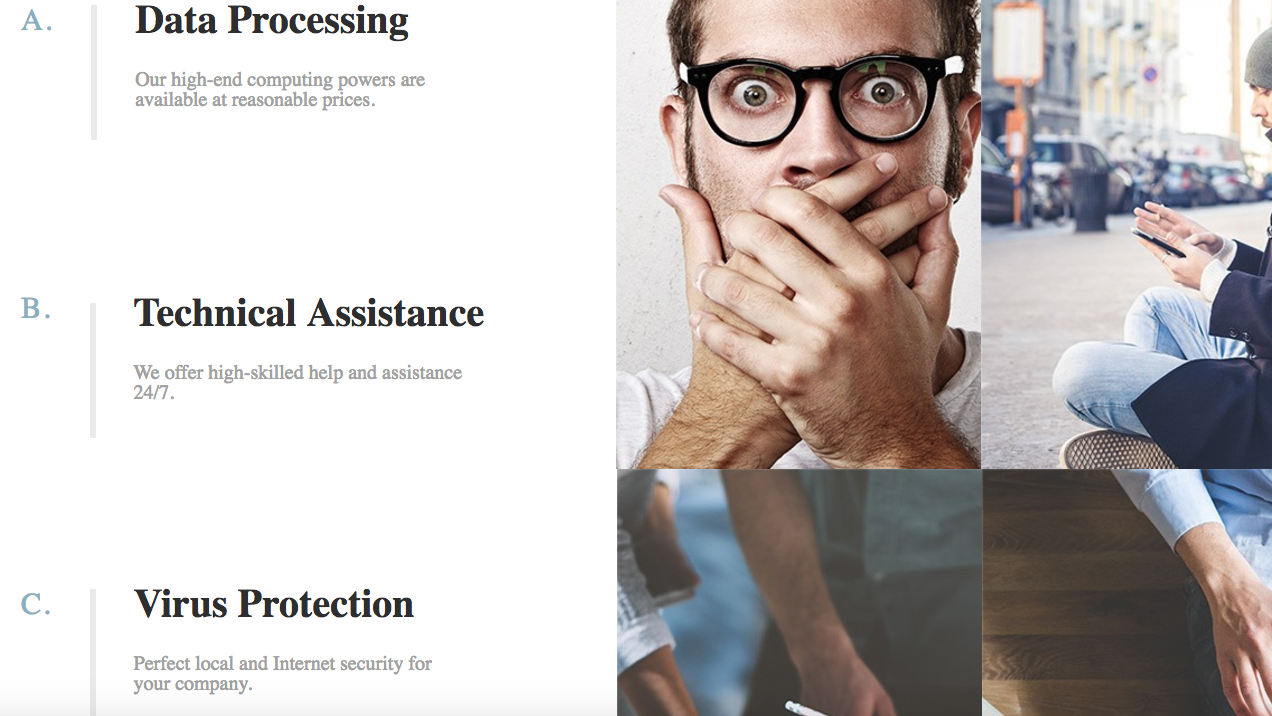 A.
Data Processing
Our high-end computing powers are
available at reasonable prices.
B.
Technical Assistance
We offer high-skilled help and assistance
24/7.
C.
Virus Protection
Perfect local and Internet security for
your company.